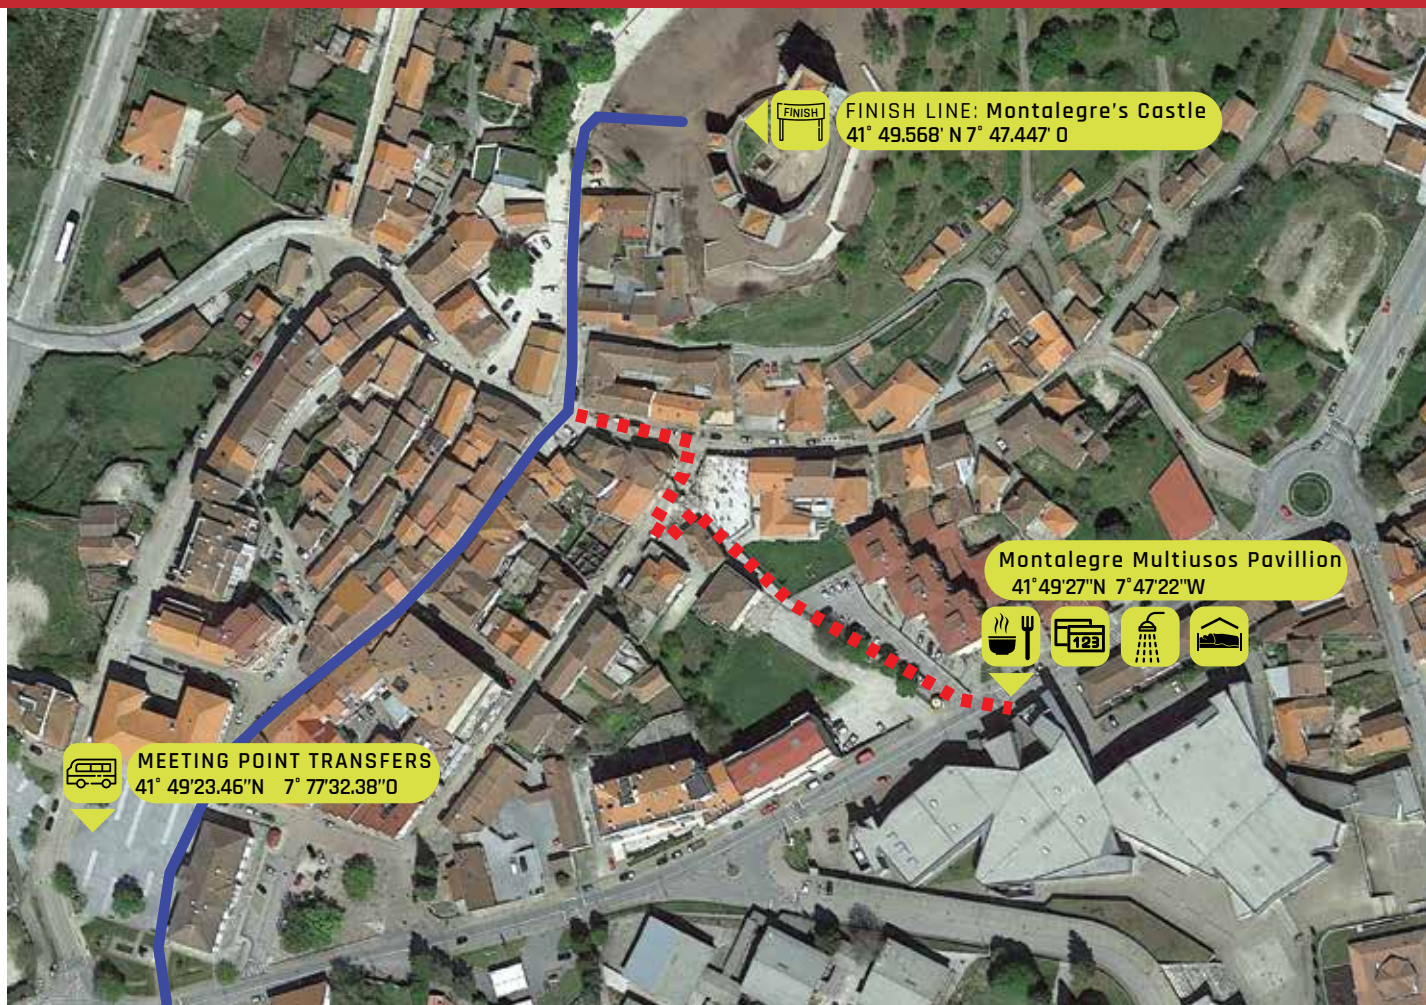 FINISH
FINISH LINE: Montalegre's Castle
41° 49.568' N 7° 47.447' O
Montalegre Multiusos Pavillion
41°49'27"N 7°47'22"W
123
MEETING POINT TRANSFERS
41° 49'23.46"N 7° 77'32.38"O